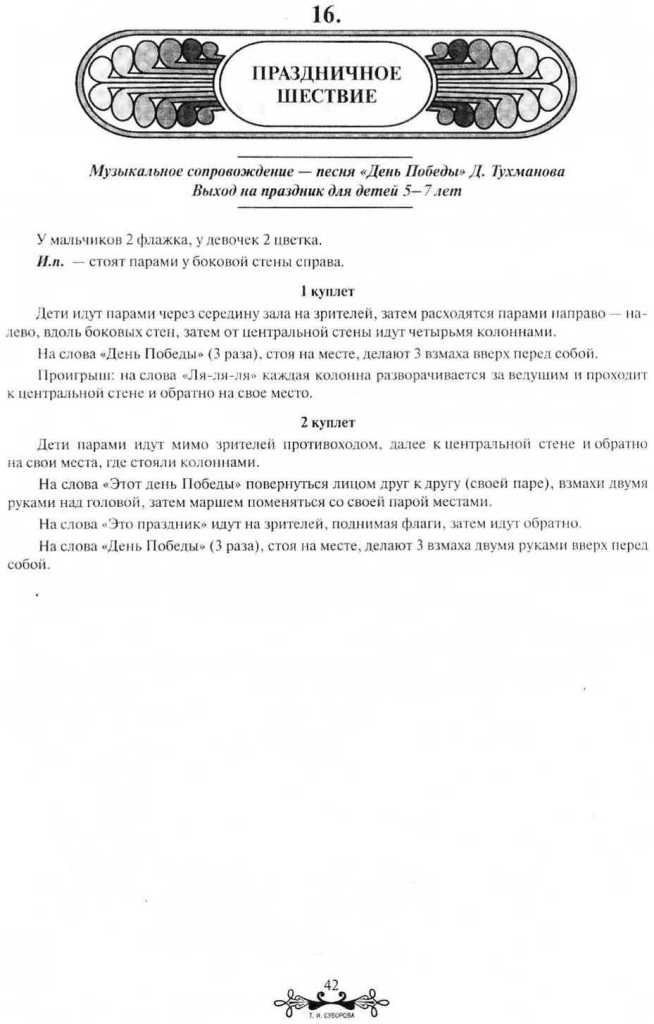 16.
ПРАЗДНИЧНОЕ
ШЕСТВИЕ
Музыкальное сопровождение — песня «День Победы» Д. Тухманова
Выход на праздник для детей 5–7 лет
У мальчиков 2 флажка, у девочек 2 цветка.
И.п. — стоят парами у боковой стены справа.
1 куплет
Дети идут парами через середину зала на зрителей, затем расходятся парами направо — на-
лево, вдоль боковых стен, затем от центральной стены идут четырьмя колоннами.
На слова «День Победы» (3 раза), стоя на месте, делают 3 взмаха вверх перед собой.
Проигрыш: на слова «Ля-ля-ля» каждая колонна разворачивается за ведущим и проходит
к центральной стене и обратно на свое место.
2 куплет
Дети парами идут мимо зрителей противоходом, далее к центральной стене и обратно
на свои места, где стояли колоннами.
На слова «Этот день Победы» повернуться лицом друг к другу (своей паре), взмахи двумя
руками над головой, затем маршем поменяться со своей парой местами.
На слова «Это праздник» идут на зрителей, поднимая флаги, затем идут обратно.
На слова «День Победы» (3 раза), стоя на месте, делают 3 взмаха двумя руками вверх перед
собой.
42
Т. И. СУВОРОВА